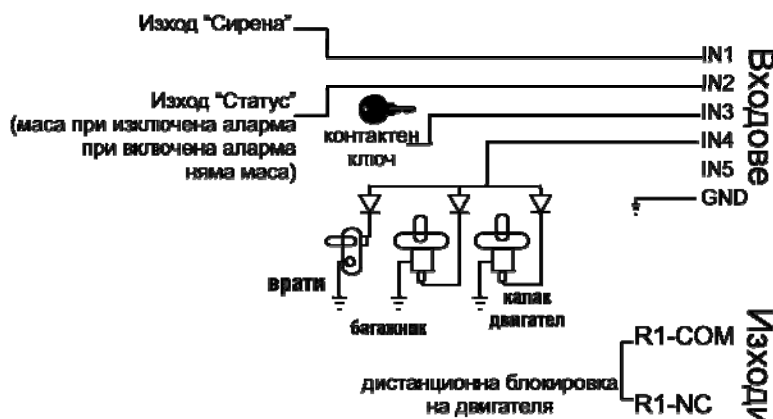 Изход "Сирена"
IN1
IN2
Изход "Статус"
(маса при изключена аларма
при включена аларма
няма маса)
контактен
ключ
IN3
IN4
IN5
GND
Входове
врати
багажник
капак
двигател
R1-COM
R1-NC
Изходи
дистанционна блокировка
на двигателя